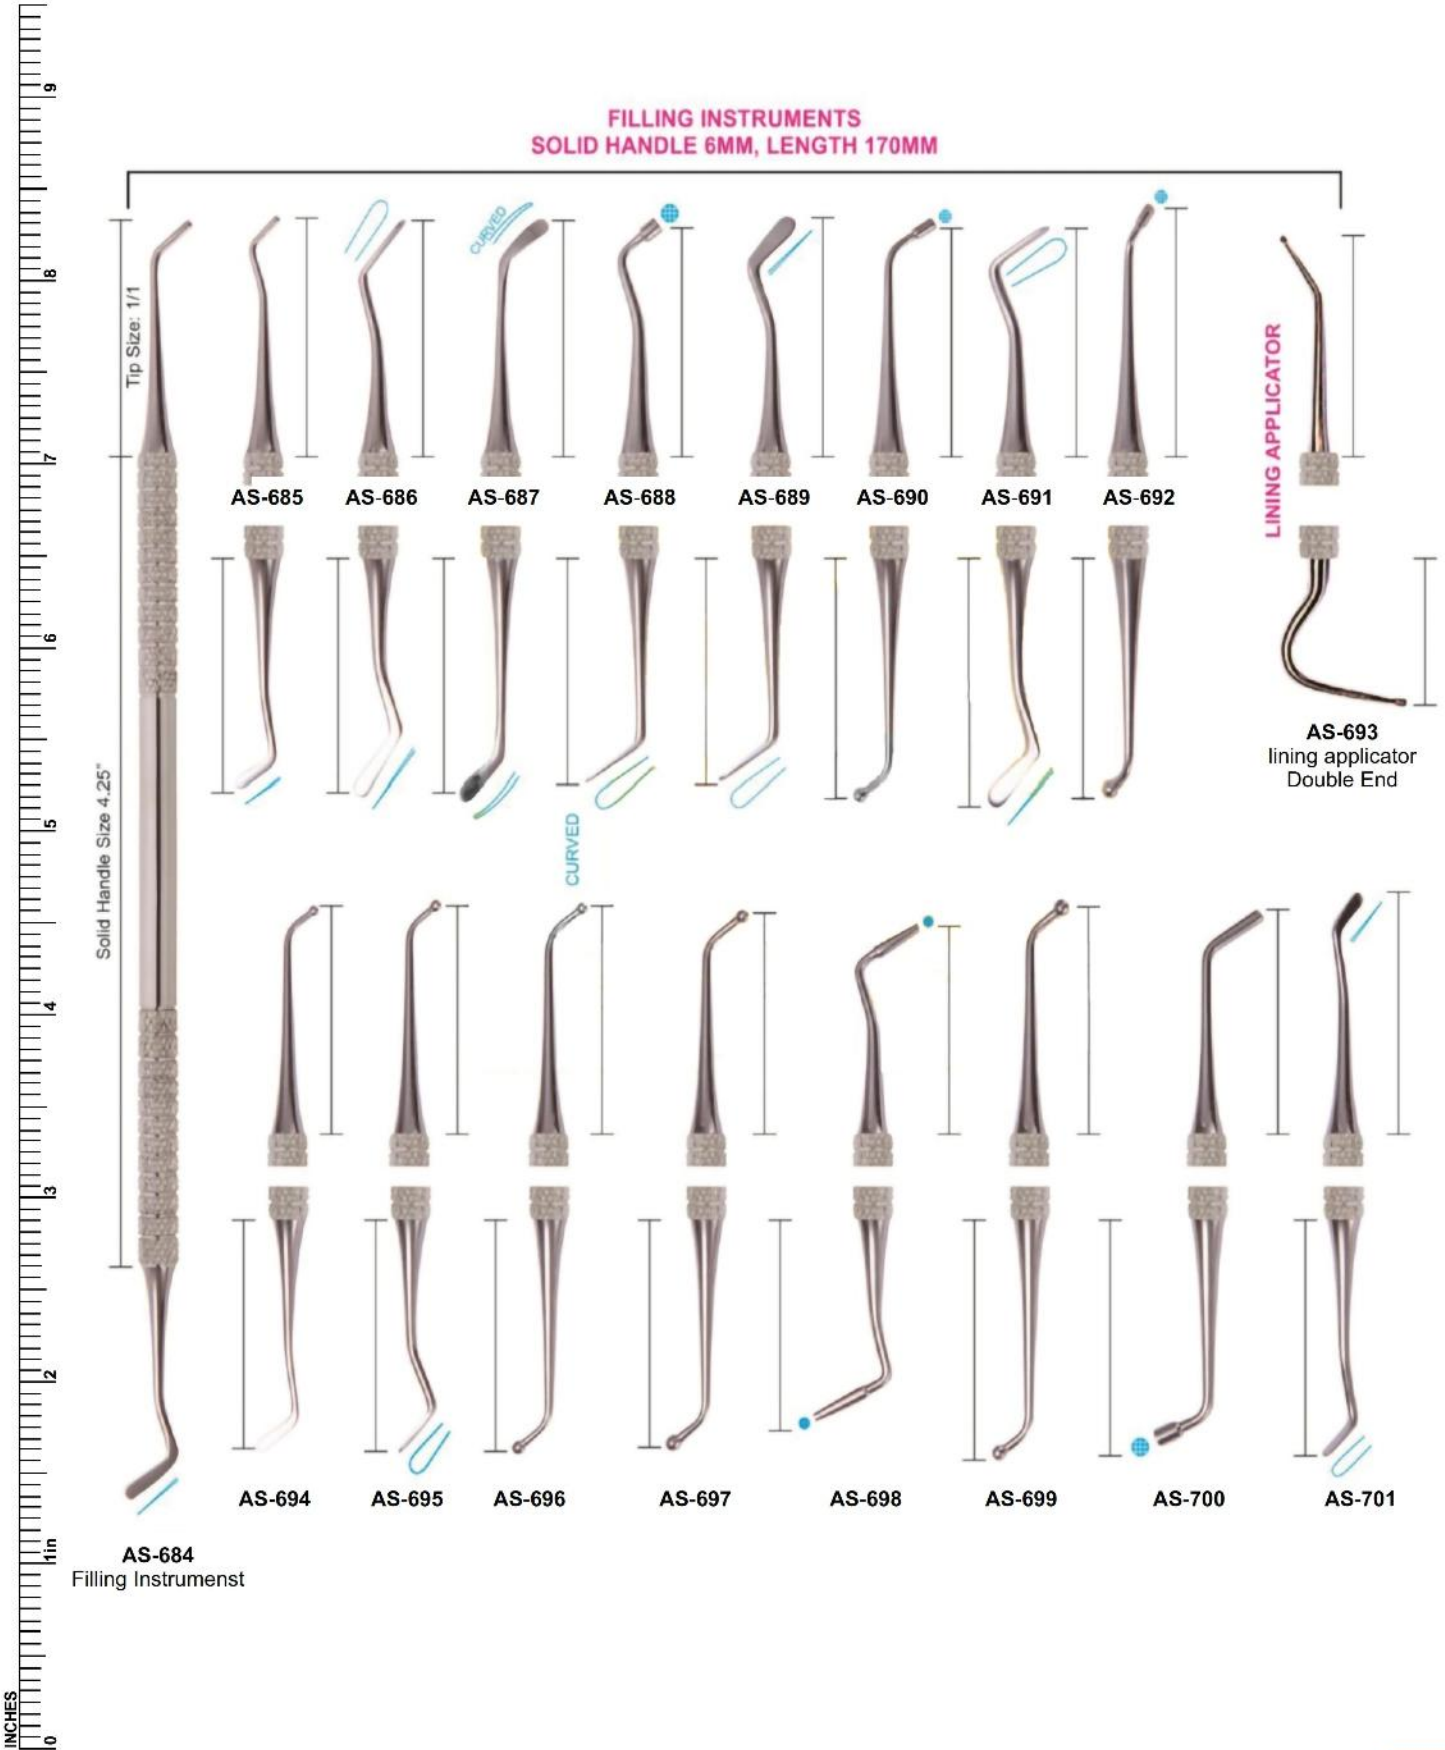 FILLING INSTRUMENTS
SOLID HANDLE 6MM, LENGTH 170MM
9
8
7
6
5
4
3
2
1in
0
INCHES
Tip Size: 1/1
Solid Handle Size 4.25"
CURVED
LINING APPLICATOR
AS-685
AS-686
AS-687
AS-688
AS-689
AS-690
AS-691
AS-692
AS-693
lining applicator
Double End
CURVED
AS-694
AS-695
AS-696
AS-697
AS-698
AS-699
AS-700
AS-701
AS-684
Filling Instrumenst